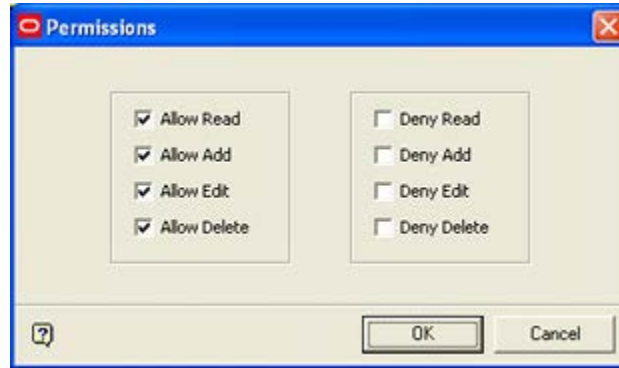 Permissions
Allow Read
Allow Add
Allow Edit
Allow Delete
Deny Read
Deny Add
Deny Edit
Deny Delete
?
OK
Cancel